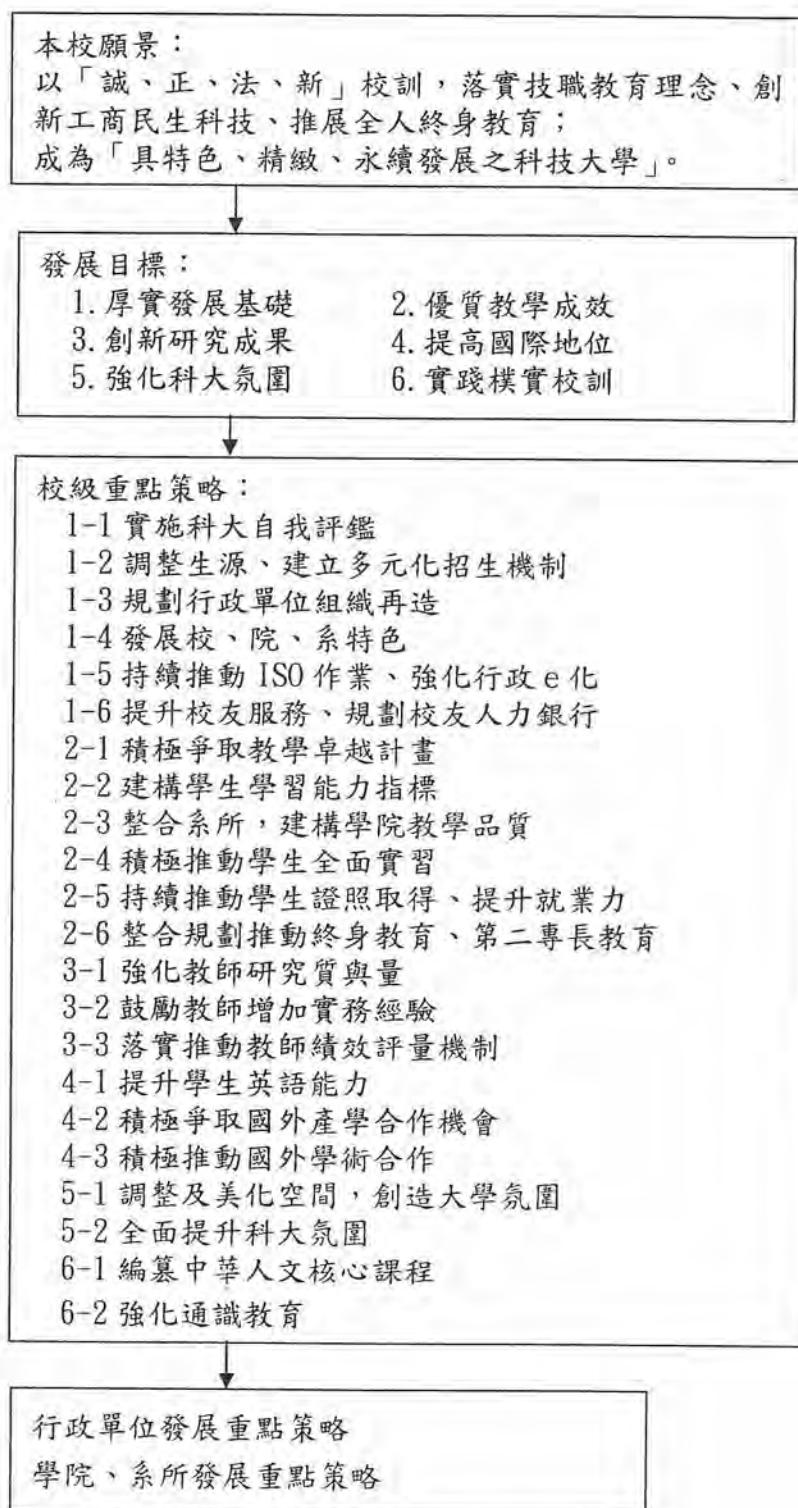 本校願景：
以「誠、正、法、新」校訓，落實技職教育理念、創
新工商民生科技、推展全人終身教育；
成為「具特色、精緻、永續發展之科技大學」。
發展目標：
1.厚實發展基礎 2.優質教學成效
3.創新研究成果 4.提高國際地位
5.強化科大氛圍 6.實踐樸實校訓
校級重點策略：
1-1 實施科大自我評鑑
1-2 調整生源、建立多元化招生機制
1-3 規劃行政單位組織再造
1-4 發展校、院、系特色
1-5 持續推動 ISO 作業、強化行政 e 化
1-6 提升校友服務、規劃校友人力銀行
2-1 積極爭取教學卓越計畫
2-2 建構學生學習能力指標
2-3 整合系所，建構學院教學品質
2-4 積極推動學生全面實習
2-5 持續推動學生證照取得、提升就業力
2-6 整合規劃推動終身教育、第二專長教育
3-1 強化教師研究質與量
3-2 鼓勵教師增加實務經驗
3-3 落實推動教師績效評量機制
4-1 提升學生英語能力
4-2 積極爭取國外產學合作機會
4-3 積極推動國外學術合作
5-1 調整及美化空間，創造大學氛圍
5-2 全面提升科大氛圍
6-1 編篡中華人文核心課程
6-2 強化通識教育
行政單位發展重點策略
學院、系所發展重點策略